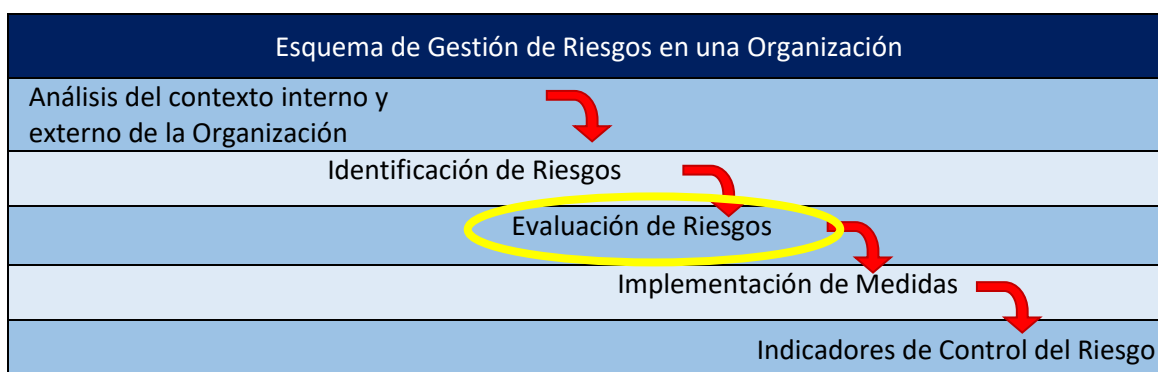 Esquema de Gestión de Riesgos en una Organización
Análisis del contexto interno y
externo de la Organización
Identificación de Riesgos
Evaluación de Riesgos
Implementación de Medidas
Indicadores de Control del Riesgo